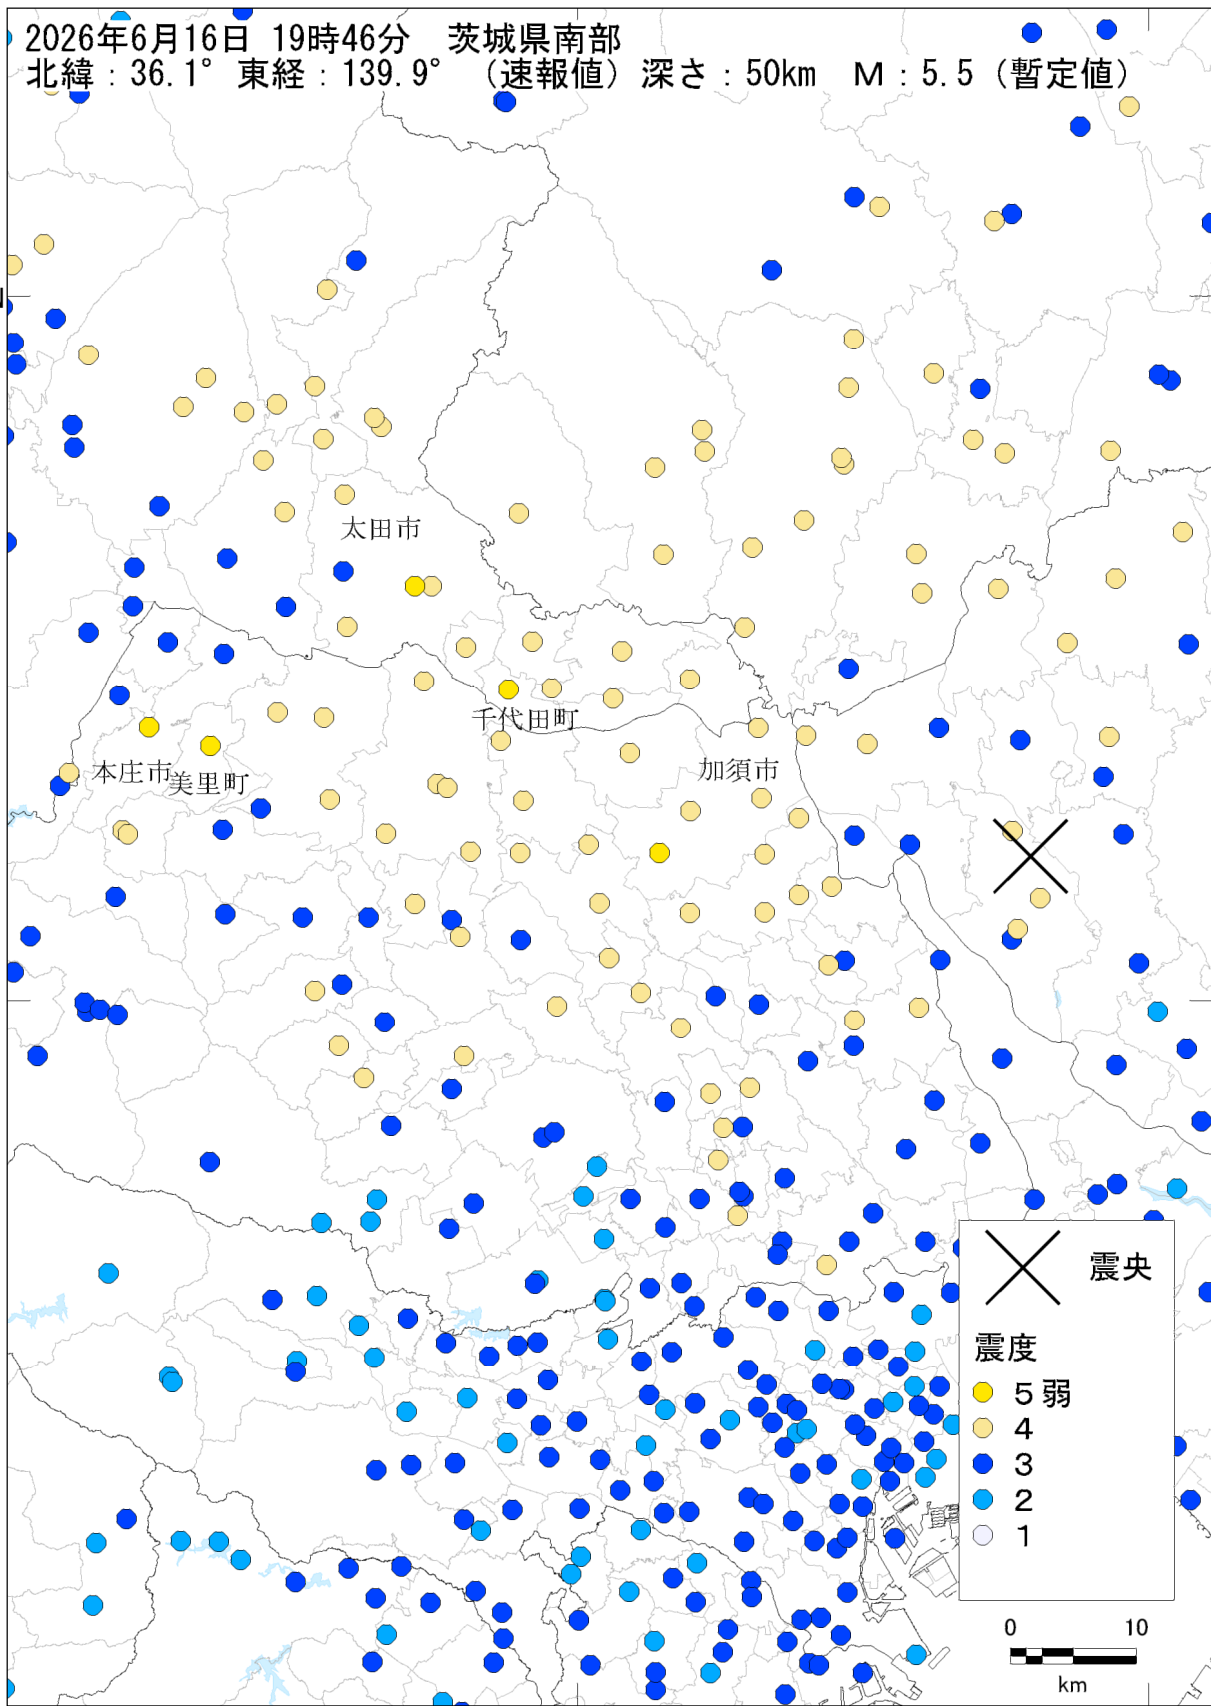 2026年6月16日 19時46分 茨城県南部
北緯：36.1° 東経：139.9° （速報値）深さ：50km M：5.5（暫定値）
太田市
千代田町
本庄市
美里町
加須市
震央
震度
5弱
4
3
2
1
0 10
km